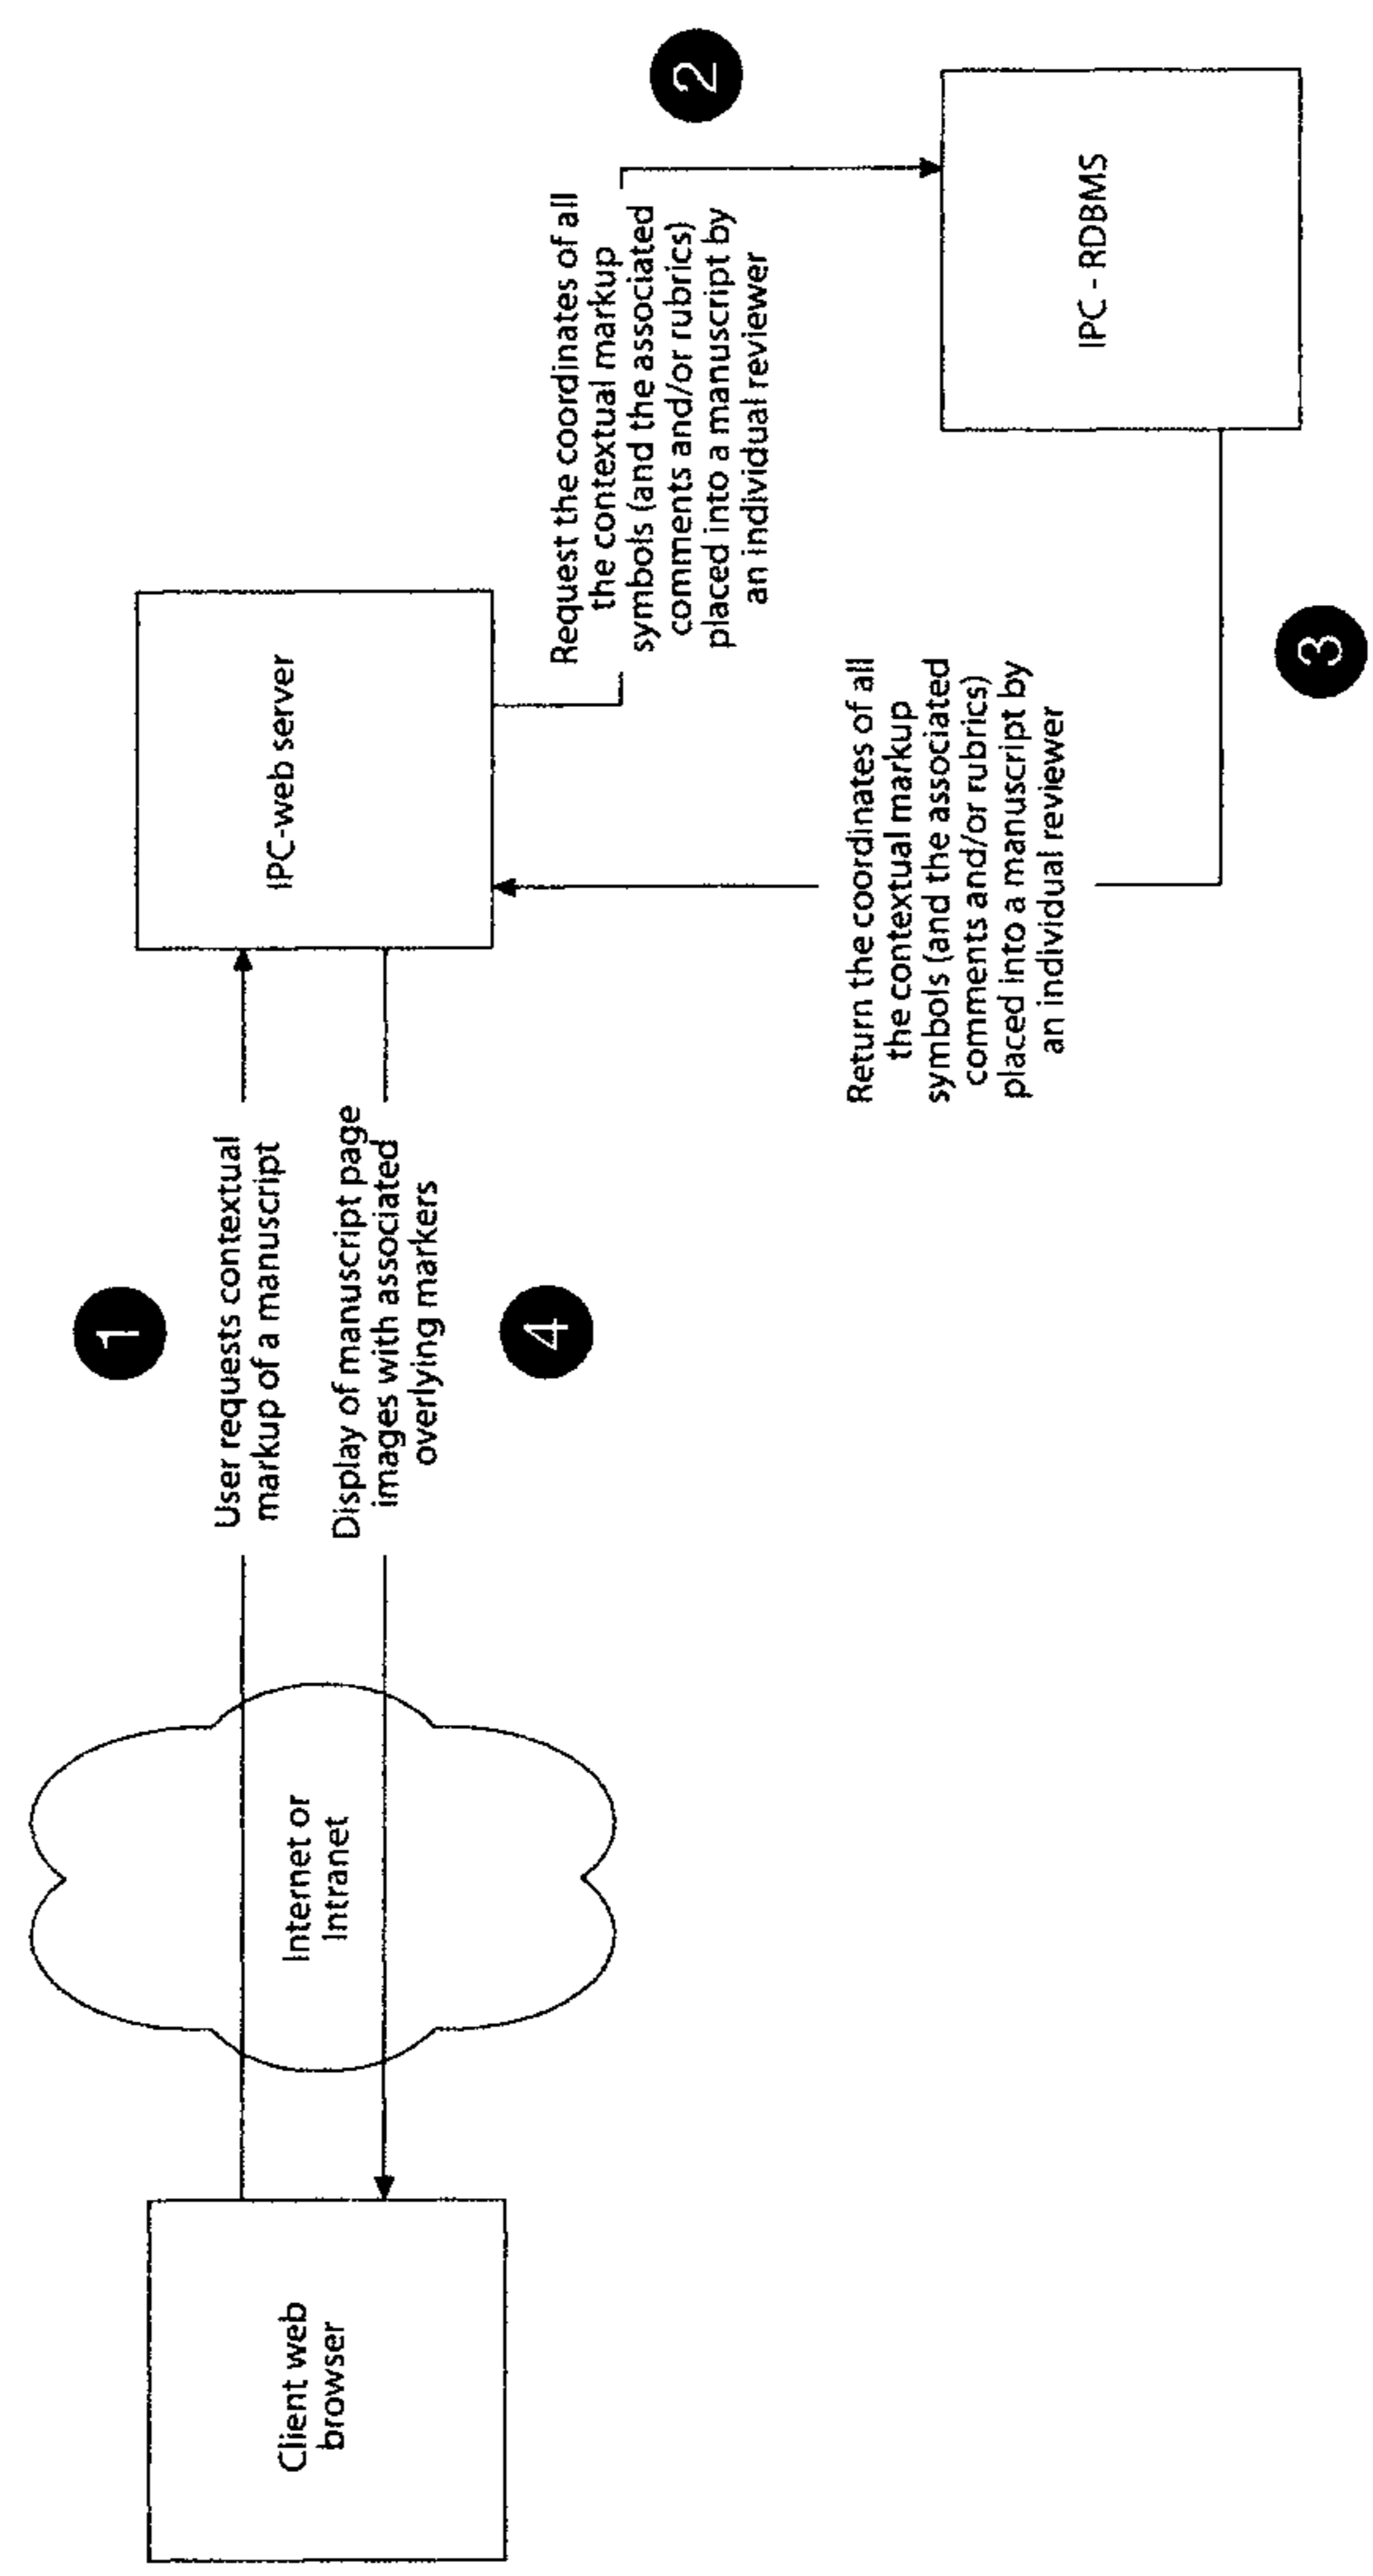 Client web
browser
Internet or
Intranet
1
User requests contextual
markup of a manuscript
Display of manuscript page
images with associated
overlying markers
4
IPC-web server
Request the coordinates of all
the contextual markup
symbols (and the associated
comments and/or rubrics)
placed into a manuscript by
an individual reviewer
2
Return the coordinates of all
the contextual markup
symbols (and the associated
comments and/or rubrics)
placed into a manuscript by
an individual reviewer
3
IPC - RDBMS